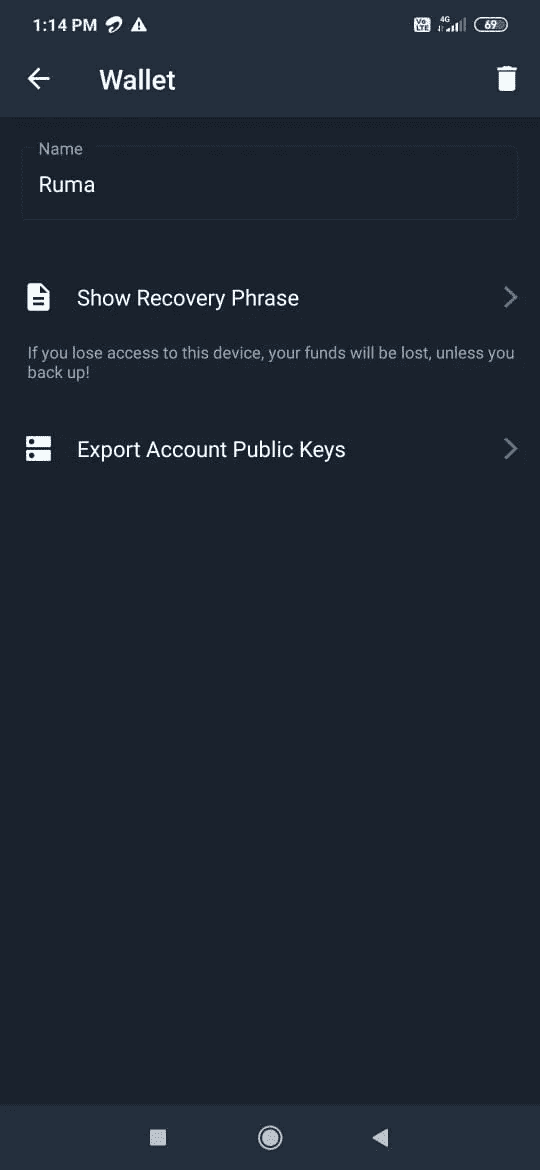 1:14 PM
Vo LTE 4G 69
Wallet
Name
Ruma
Show Recovery Phrase
If you lose access to this device, your funds will be lost, unless you
back up!
Export Account Public Keys